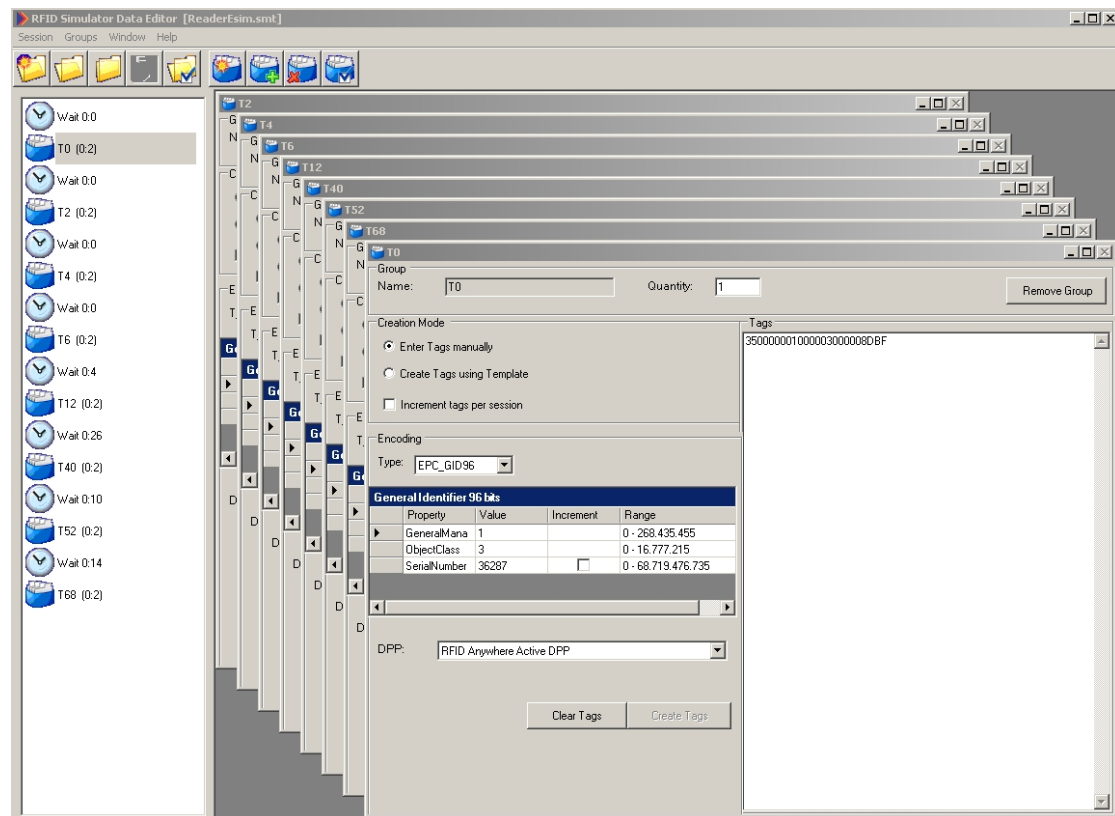 RFID Simulator Data Editor [ReaderEsim.smt]
Session Groups Window Help
Wait 0:0
T0 (0:2)
Wait 0:0
T2 (0:2)
Wait 0:0
T4 (0:2)
Wait 0:0
T6 (0:2)
Wait 0:4
T12 (0:2)
Wait 0:26
T40 (0:2)
Wait 0:10
T52 (0:2)
Wait 0:14
T68 (0:2)
T2
T4
T6
T12
T40
T52
T68
T0
Group
Name: T0 Quantity: 1 Remove Group
Creation Mode
Enter Tags manually
Create Tags using Template
Increment tags per session
Encoding
Type: EPC_GID96
General Identifier 96 bits
Property Value Increment Range
GeneralMana 1 0 - 268.435.455
ObjectClass 3 0 - 16.777.215
SerialNumber 36287 0 - 68.719.476.735
DPP: RFID Anywhere Active DPP
Clear Tags Create Tags
Tags
350000001000003000008DBF